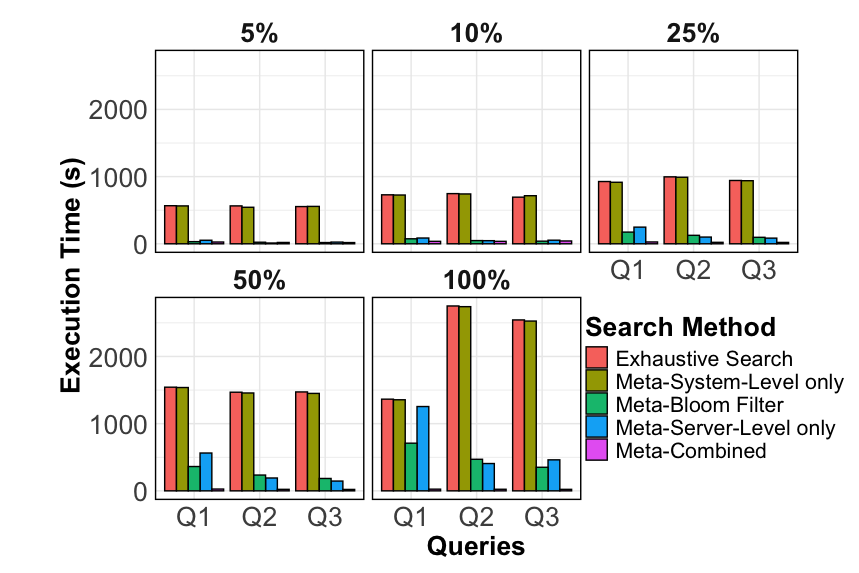 5% 10% 25%
2000
1000
0
Execution Time (s)
Q1 Q2 Q3
50% 100%
2000
1000
0
Q1 Q2 Q3 Q1 Q2 Q3
Queries
Search Method
Exhaustive Search
Meta-System-Level only
Meta-Bloom Filter
Meta-Server-Level only
Meta-Combined